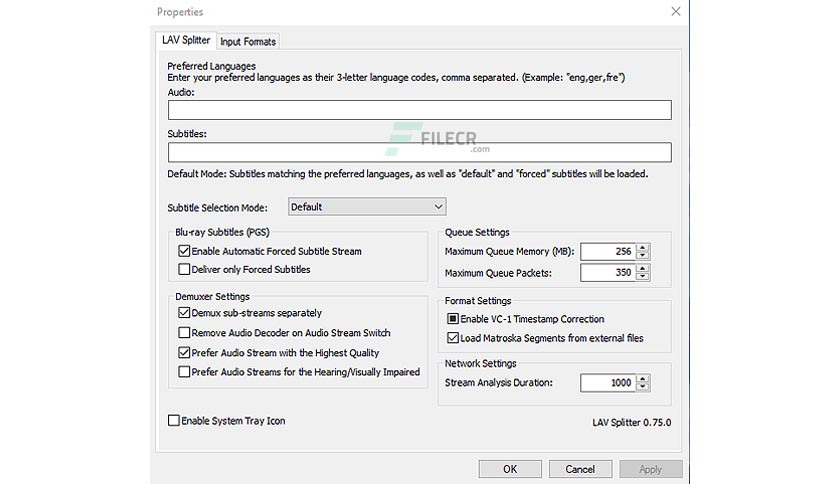 Properties
LAV Splitter
Input Formats
Preferred Languages
Enter your preferred languages as their 3-letter language codes, comma separated. (Example: "eng,ger,fre")
Audio:
FILECR
.com
Subtitles:
Default Mode: Subtitles matching the preferred languages, as well as "default" and "forced" subtitles will be loaded.
Subtitle Selection Mode: Default
Blu-ray Subtitles (PGS)
Enable Automatic Forced Subtitle Stream
Deliver only Forced Subtitles
Queue Settings
Maximum Queue Memory (MB): 256
Maximum Queue Packets: 350
Demuxer Settings
Demux sub-streams separately
Remove Audio Decoder on Audio Stream Switch
Prefer Audio Stream with the Highest Quality
Prefer Audio Streams for the Hearing/Visually Impaired
Format Settings
Enable VC-1 Timestamp Correction
Load Matroska Segments from external files
Network Settings
Stream Analysis Duration: 1000
Enable System Tray Icon
LAV Splitter 0.75.0
OK
Cancel
Apply